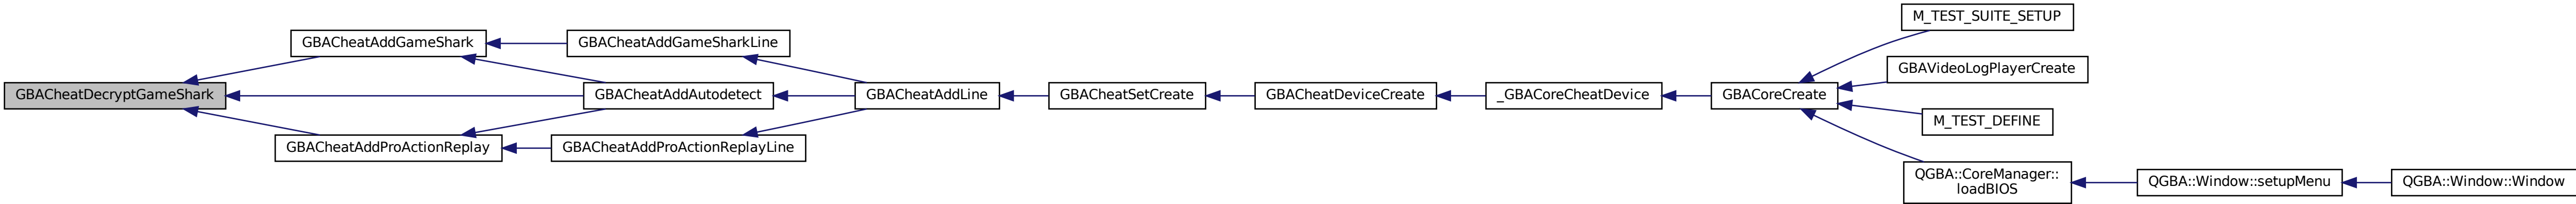 GBACheatDecryptGameShark
GBACheatAddGameShark
GBACheatAddGameSharkLine
GBACheatAddAutodetect
GBACheatAddProActionReplay
GBACheatAddProActionReplayLine
GBACheatAddLine
GBACheatSetCreate
GBACheatDeviceCreate
_GBACoreCheatDevice
GBACoreCreate
M_TEST_SUITE_SETUP
GBAVideoLogPlayerCreate
M_TEST_DEFINE
QGBA::CoreManager::
loadBIOS
QGBA::Window::setupMenu
QGBA::Window::Window